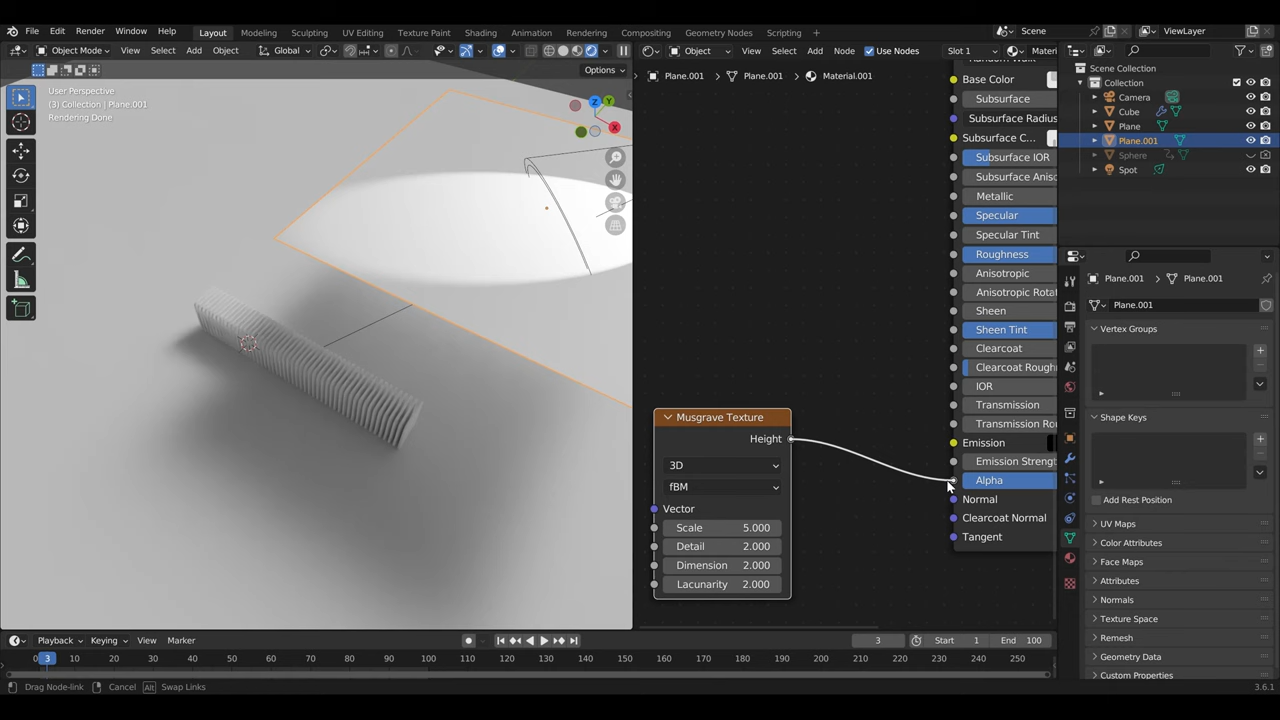 File Edit Render Window Help Layout Modeling Sculpting UV Editing Texture Paint Shading Animation Rendering Compositing Geometry Nodes Scripting + Scene ViewLayer
Object Mode View Select Add Object Global Object View Select Add Node Use Nodes Slot 1 Materi
Options
Plane.001 Plane.001 Material.001
User Perspective
(3) Collection | Plane.001
Rendering Done
Z Y X
Base Color
Subsurface
Subsurface Radius
Subsurface C...
Subsurface IOR
Subsurface Aniso
Metallic
Specular
Specular Tint
Roughness
Anisotropic
Anisotropic Rotat
Sheen
Sheen Tint
Clearcoat
Clearcoat Rough
IOR
Transmission
Transmission Ro
Emission
Emission Strengt
Alpha
Normal
Clearcoat Normal
Tangent
Musgrave Texture
Height
3D
fBM
Vector
Scale 5.000
Detail 2.000
Dimension 2.000
Lacunarity 2.000
Scene Collection
Collection
Camera
Cube
Plane
Plane.001
Sphere
Spot
Plane.001 Plane.001
Plane.001
Vertex Groups
Shape Keys
Add Rest Position
UV Maps
Color Attributes
Face Maps
Attributes
Normals
Texture Space
Remesh
Geometry Data
Custom Properties
Playback Keying View Marker 3 Start 1 End 100
0 3 10 20 30 40 50 60 70 80 90 100 110 120 130 140 150 160 170 180 190 200 210 220 230 240 250
Drag Node-link Cancel Alt Swap Links 3.6.1